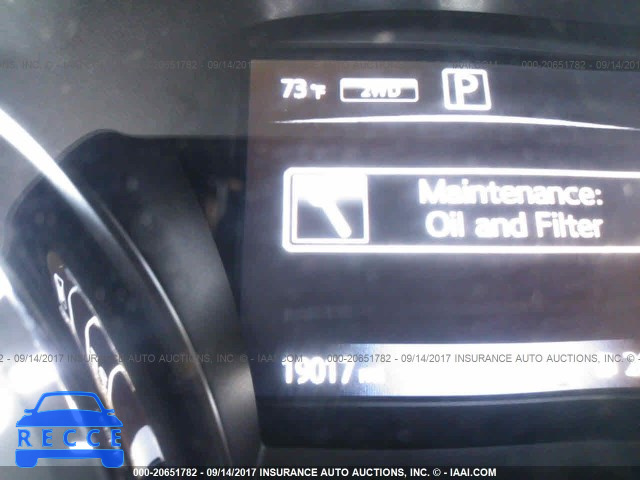 000-20651782 - 09/14/2017 INSURANCE AUTO AUCTIONS, INC. - IAAI.COM
73°F 2WD P
Maintenance:
Oil and Filter
000-20651782 - 09/14/2017 INSURANCE AUTO AUCTIONS, INC. - IAAI.COM
19017
RECCE
000-20651782 - 09/14/2017 INSURANCE AUTO AUCTIONS, INC. - IAAI.COM